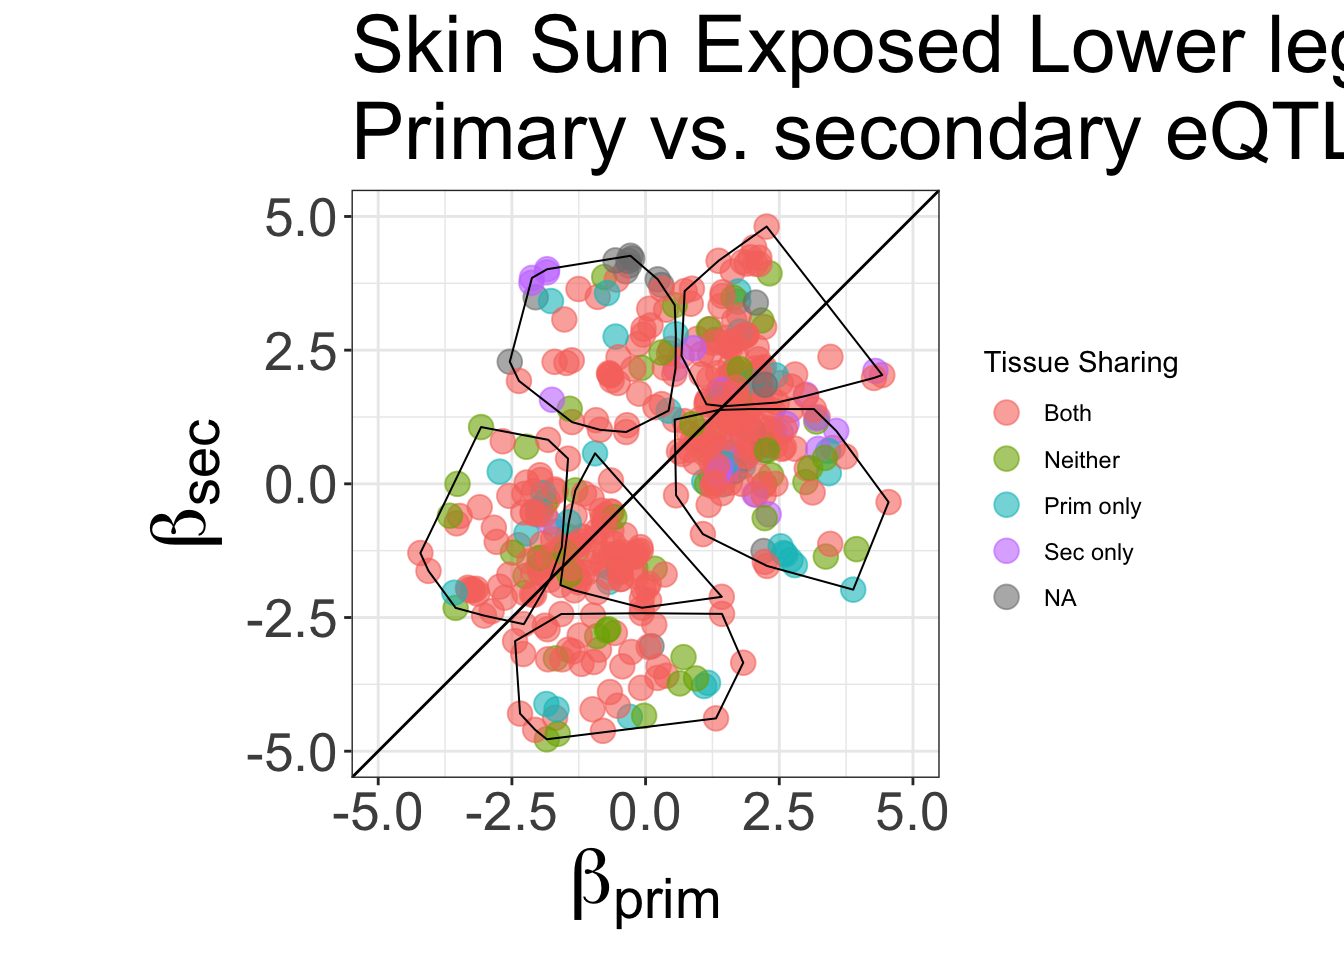 Skin Sun Exposed Lower leg
Primary vs. secondary eQTL
5.0
2.5
0.0
-2.5
-5.0
βsec
-5.0 -2.5 0.0 2.5 5.0
βprim
Tissue Sharing
Both
Neither
Prim only
Sec only
NA